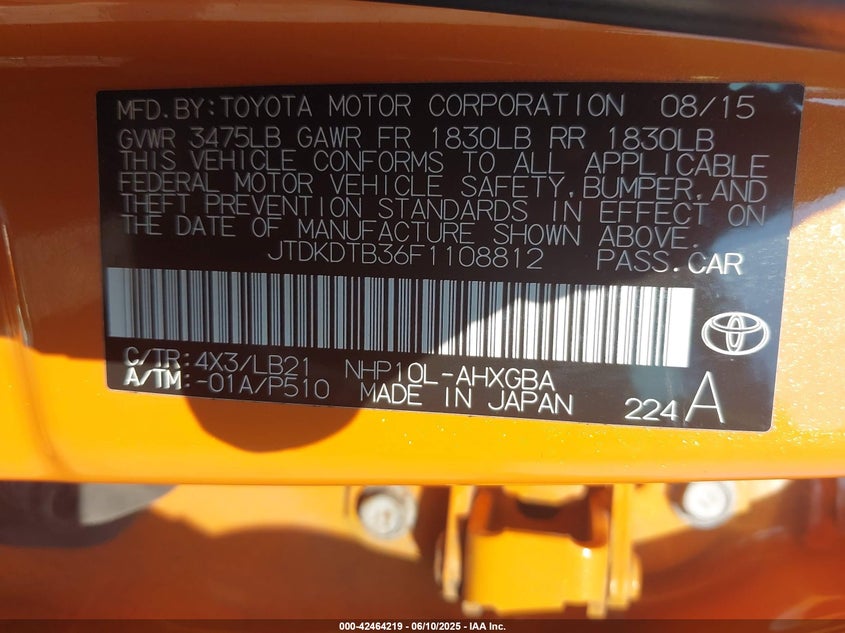 MFD.BY:TOYOTA MOTOR CORPORATION 08/15
GVWR 3475LB GAWR FR 1830LB RR 1830LB
THIS VEHICLE CONFORMS TO ALL APPLICABLE
FEDERAL MOTOR VEHICLE SAFETY,BUMPER,AND
THEFT PREVENTION STANDARDS IN EFFECT ON
THE DATE OF MANUFACTURE SHOWN ABOVE.
JTDKDTB36F1108812 PASS.CAR
C/TR:4X3/LB21 NHP10L-AHXGBA
A/TM:-01A/P510 MADE IN JAPAN 224 A
000-42464219 - 06/10/2025 - IAA Inc.